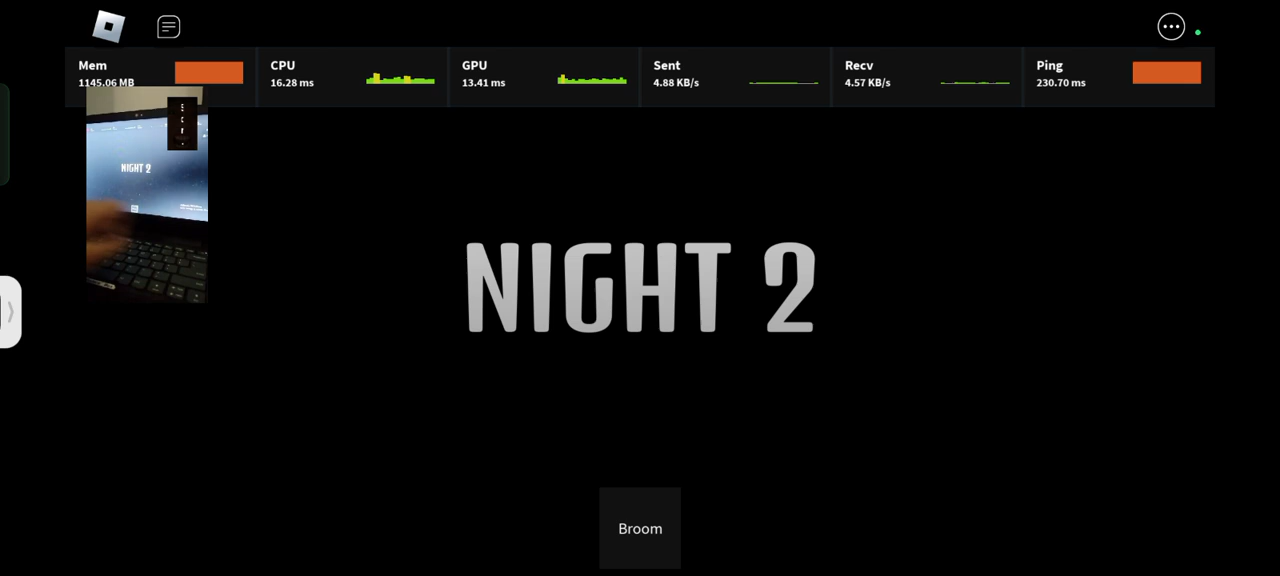 Mem
1145.06 MB
CPU
16.28 ms
GPU
13.41 ms
Sent
4.88 KB/s
Recv
4.57 KB/s
Ping
230.70 ms
NIGHT 2
NIGHT 2
Broom